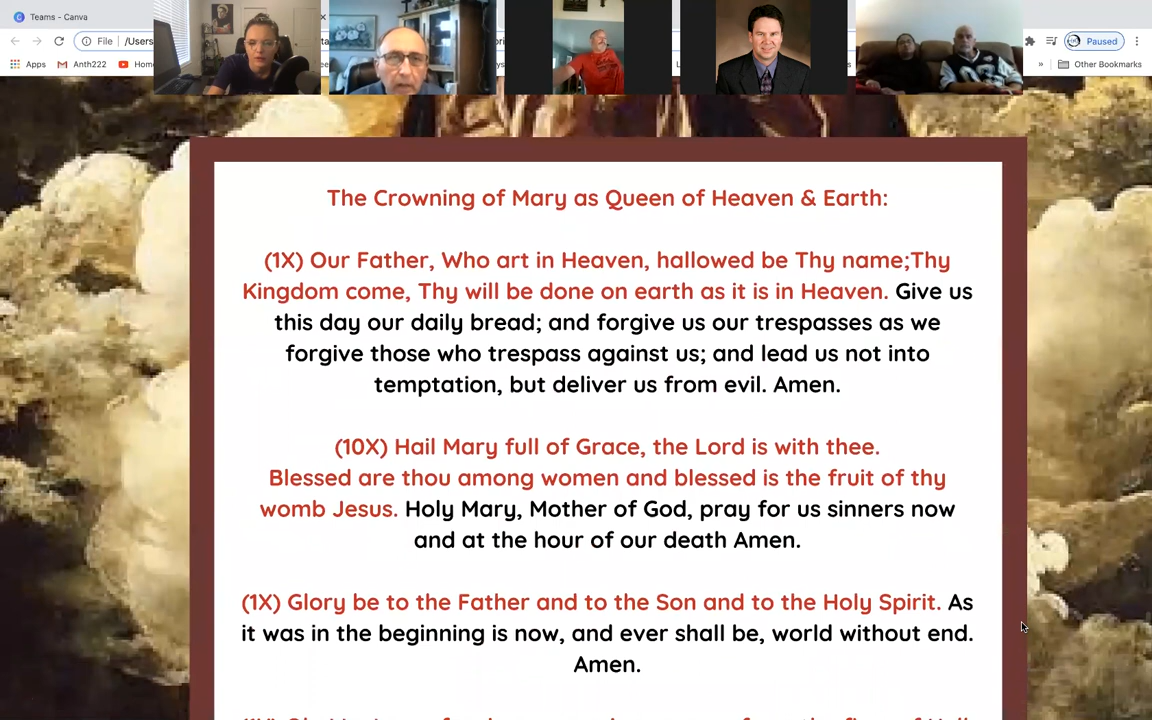 Teams - Canva
File
/Users
Paused
Apps
Anth222
Other Bookmarks
The Crowning of Mary as Queen of Heaven & Earth:
(1X) Our Father, Who art in Heaven, hallowed be Thy name;Thy
Kingdom come, Thy will be done on earth as it is in Heaven. Give us
this day our daily bread; and forgive us our trespasses as we
forgive those who trespass against us; and lead us not into
temptation, but deliver us from evil. Amen.
(10X) Hail Mary full of Grace, the Lord is with thee.
Blessed are thou among women and blessed is the fruit of thy
womb Jesus. Holy Mary, Mother of God, pray for us sinners now
and at the hour of our death Amen.
(1X) Glory be to the Father and to the Son and to the Holy Spirit. As
it was in the beginning is now, and ever shall be, world without end.
Amen.